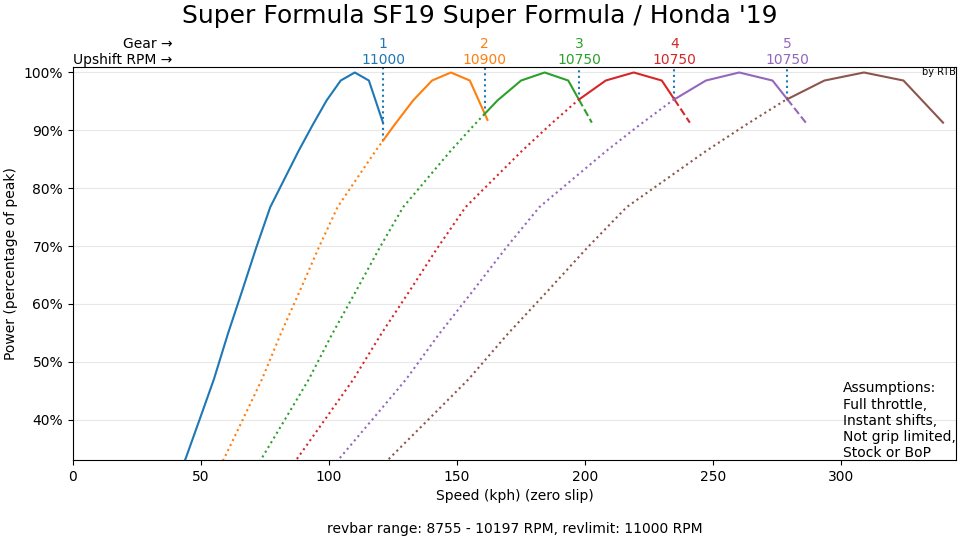 Super Formula SF19 Super Formula / Honda '19
Gear → 1 2 3 4 5
Upshift RPM → 11000 10900 10750 10750 10750
by RTB
100%
90%
80%
70%
60%
50%
40%
Power (percentage of peak)
Assumptions:
Full throttle,
Instant shifts,
Not grip limited,
Stock or BoP
0 50 100 150 200 250 300
Speed (kph) (zero slip)
revbar range: 8755 - 10197 RPM, revlimit: 11000 RPM